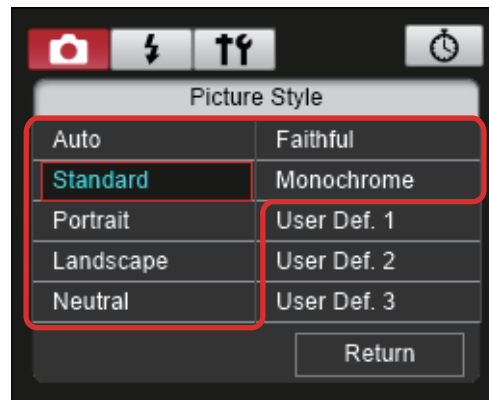 Picture Style
Auto
Faithful
Standard
Monochrome
Portrait
User Def. 1
Landscape
User Def. 2
Neutral
User Def. 3
Return